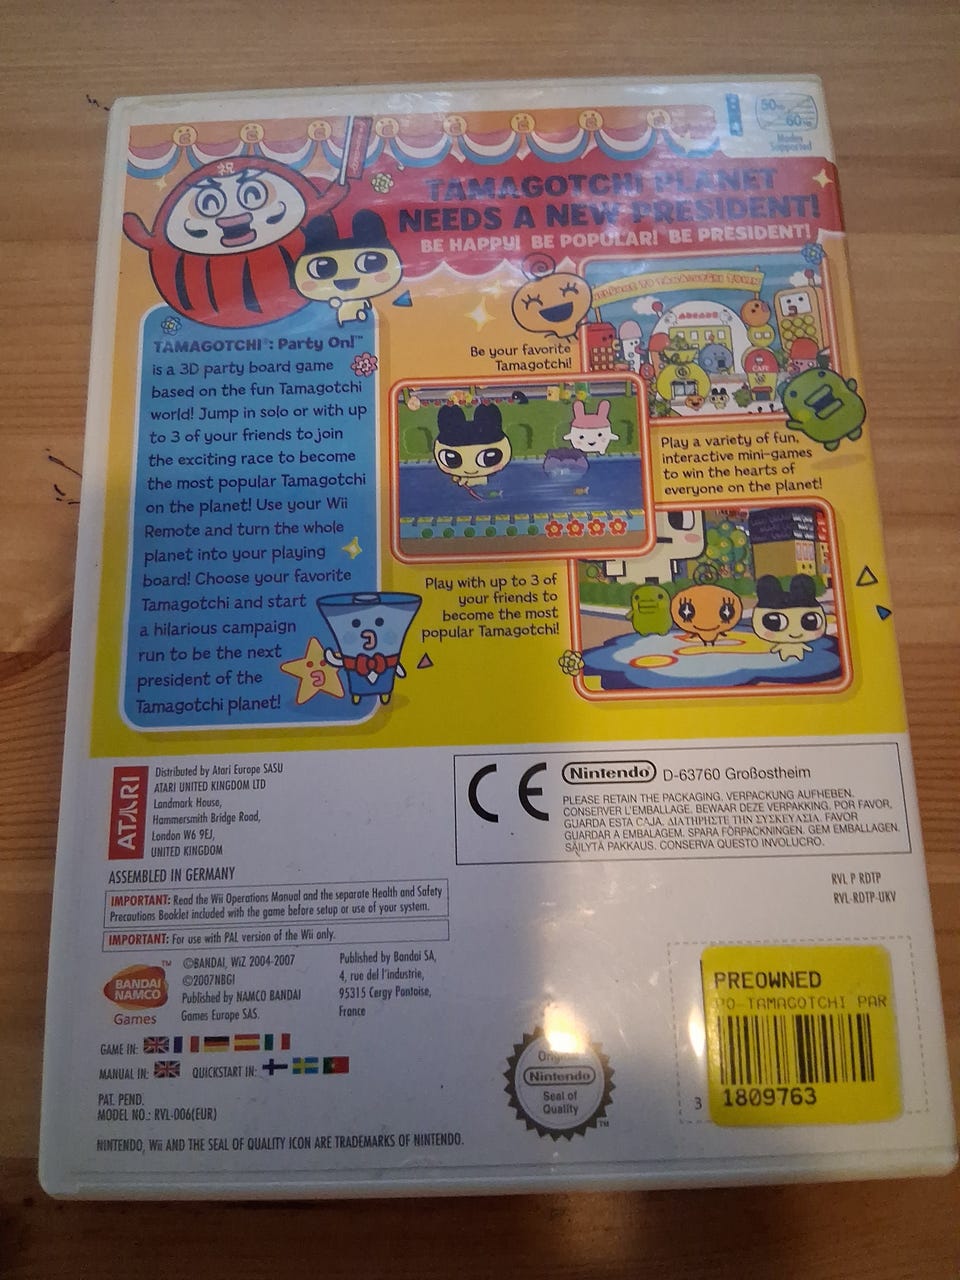 50Hz
60Hz
Modes
Supported
祝
TAMAGOTCHI PLANET
NEEDS A NEW PRESIDENT!
BE HAPPY! BE POPULAR! BE PRESIDENT!
WELCOME TO TAMAGOTCHI TOWN
ARCADE
CAFE
TAMAGOTCHI®: Party On!™
is a 3D party board game
based on the fun Tamagotchi
world! Jump in solo or with up
to 3 of your friends to join
the exciting race to become
the most popular Tamagotchi
on the planet! Use your Wii
Remote and turn the whole
planet into your playing
board! Choose your favorite
Tamagotchi and start
a hilarious campaign
run to be the next
president of the
Tamagotchi planet!
Be your favorite
Tamagotchi!
Play a variety of fun,
interactive mini-games
to win the hearts of
everyone on the planet!
Play with up to 3 of
your friends to
become the most
popular Tamagotchi!
ATARI
Distributed by Atari Europe SASU
ATARI UNITED KINGDOM LTD
Landmark House,
Hammersmith Bridge Road,
London W6 9EJ,
UNITED KINGDOM
CE
Nintendo D-63760 Großostheim
PLEASE RETAIN THE PACKAGING. VERPACKUNG AUFHEBEN.
CONSERVER L'EMBALLAGE. BEWAAR DEZE VERPAKKING. POR FAVOR,
GUARDA ESTA CAJA. ΔΙΑΤΗΡΗΣΤΕ ΤΗΝ ΣΥΣΚΕΥΑΣΙΑ. FAVOR
GUARDAR A EMBALAGEM. SPARA FÖRPACKNINGEN. GEM EMBALLAGEN.
SÄILYTÄ PAKKAUS. CONSERVA QUESTO INVOLUCRO.
ASSEMBLED IN GERMANY
RVL P RDTP
RVL-RDTP-UKV
IMPORTANT: Read the Wii Operations Manual and the separate Health and Safety
Precautions Booklet included with the game before setup or use of your system.
IMPORTANT: For use with PAL version of the Wii only.
BANDAI
NAMCO
Games
TM
©BANDAI, WiZ 2004-2007
©2007NBGI
Published by NAMCO BANDAI
Games Europe SAS.
Published by Bandai SA,
4, rue del l'industrie,
95315 Cergy Pontoise,
France
GAME IN:
MANUAL IN: QUICKSTART IN:
PAT. PEND.
MODEL NO.: RVL-006(EUR)
NINTENDO, Wii AND THE SEAL OF QUALITY ICON ARE TRADEMARKS OF NINTENDO.
Original
Nintendo
Seal of
Quality
TM
PREOWNED
PO-TAMAGOTCHI PAR
3
1809763